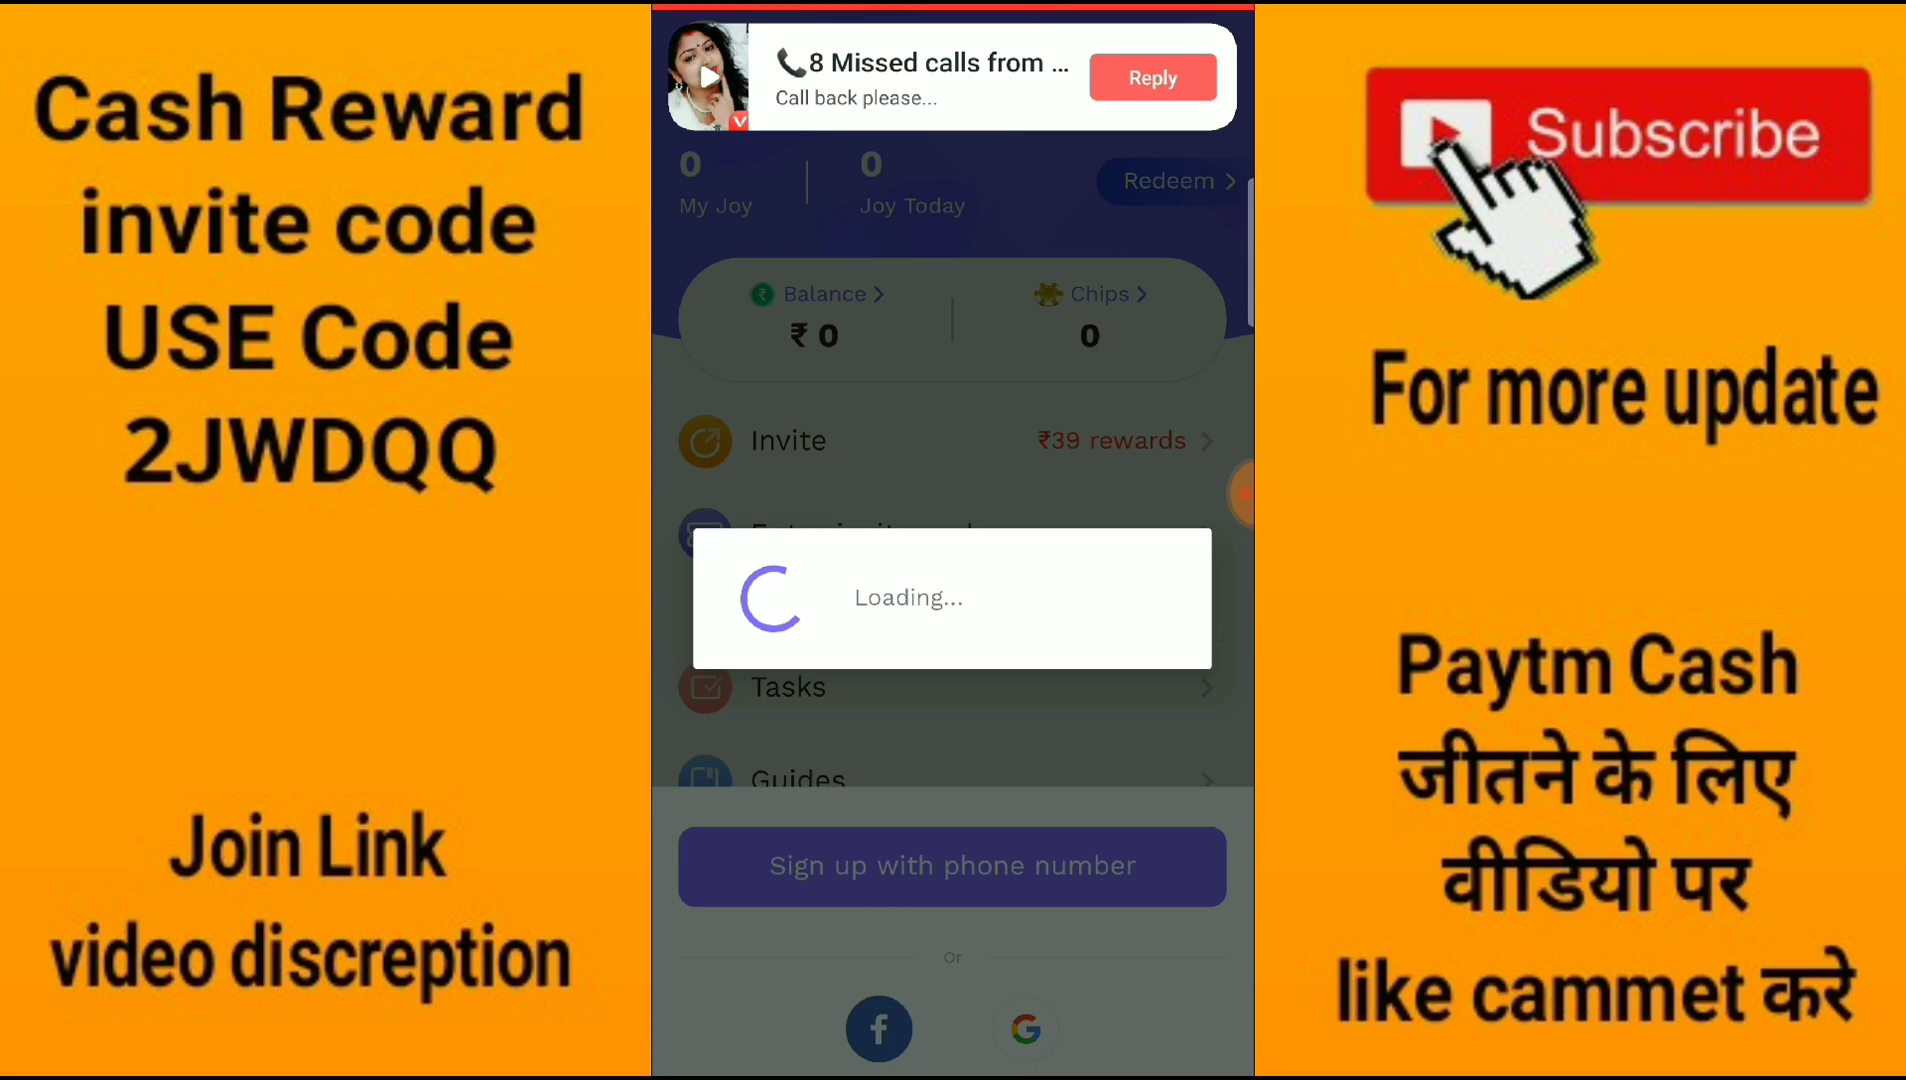 Cash Reward
invite code
USE Code
2JWDQQ
Join Link
video discreption
📞8 Missed calls from ...
Call back please...
Reply
0
My Joy
0
Joy Today
Redeem >
Balance >
₹ 0
Chips >
0
Invite
₹39 rewards >
Loading...
Tasks
Guides
Sign up with phone number
Or
Subscribe
For more update
Paytm Cash
जीतने के लिए
वीडियो पर
like cammet करे